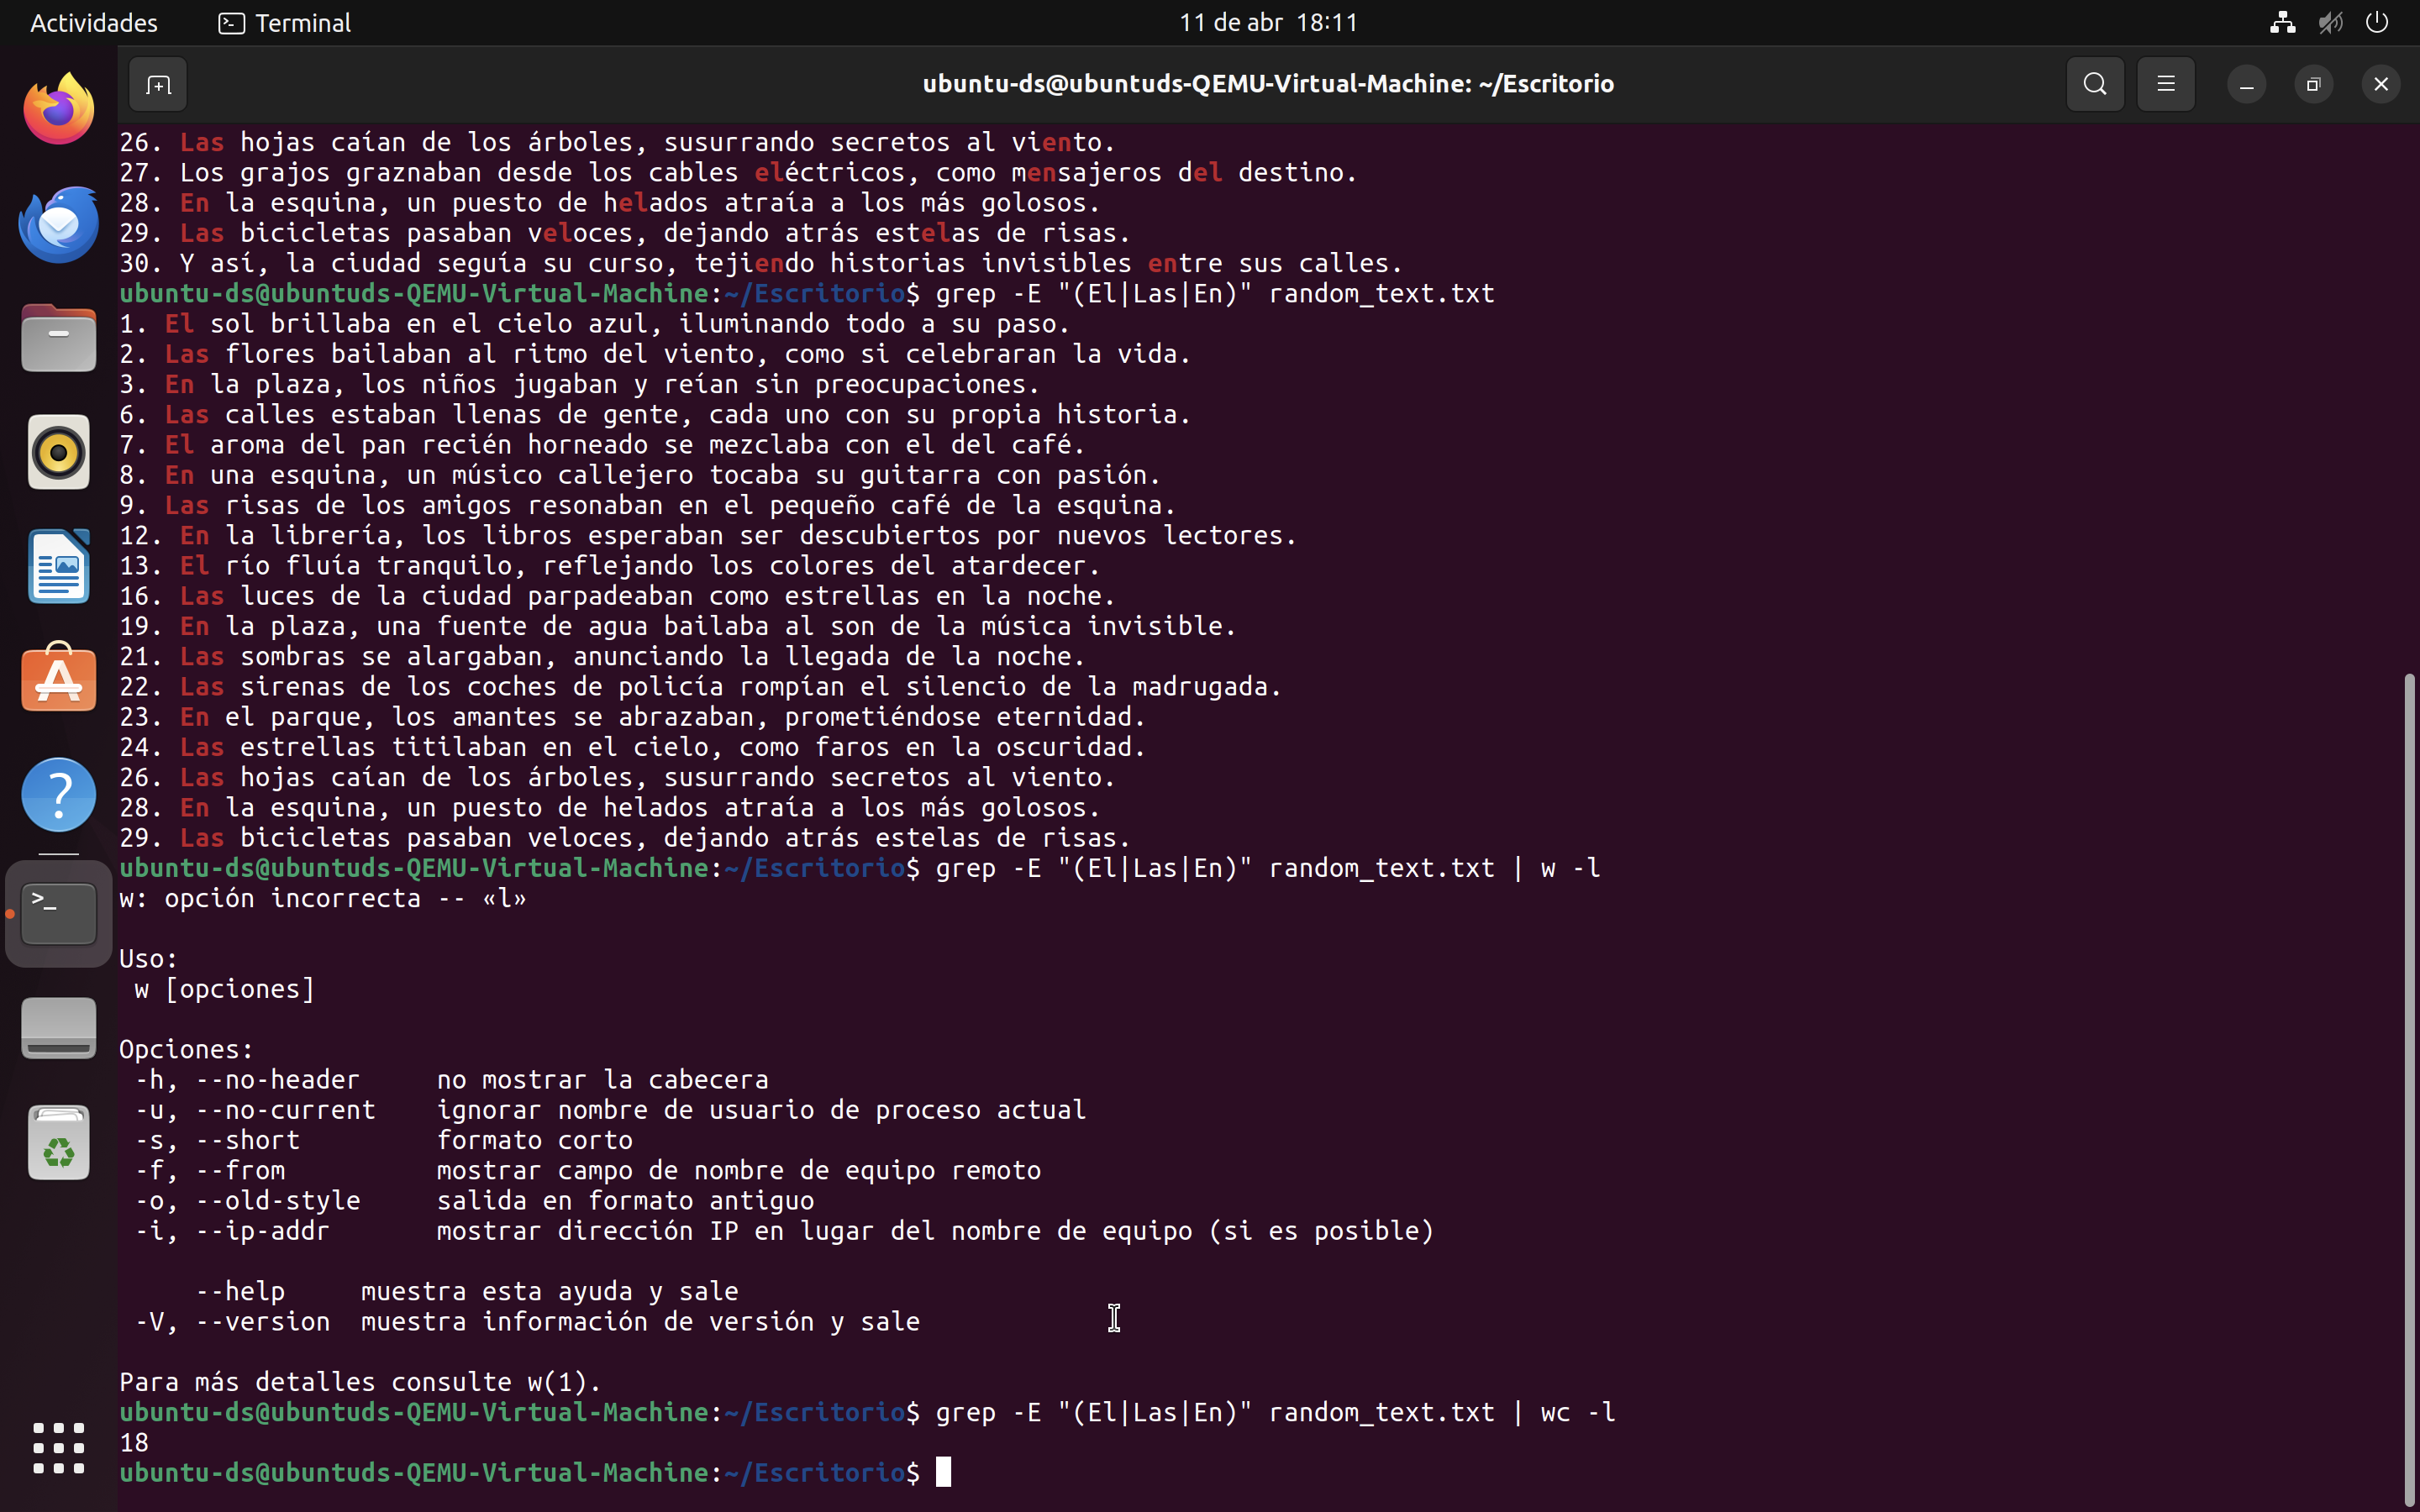 Actividades Terminal 11 de abr 18:11
ubuntu-ds@ubuntuds-QEMU-Virtual-Machine: ~/Escritorio
26. Las hojas caían de los árboles, susurrando secretos al viento.
27. Los grajos graznaban desde los cables eléctricos, como mensajeros del destino.
28. En la esquina, un puesto de helados atraía a los más golosos.
29. Las bicicletas pasaban veloces, dejando atrás estelas de risas.
30. Y así, la ciudad seguía su curso, tejiendo historias invisibles entre sus calles.
ubuntu-ds@ubuntuds-QEMU-Virtual-Machine:~/Escritorio$ grep -E "(El|Las|En)" random_text.txt
1. El sol brillaba en el cielo azul, iluminando todo a su paso.
2. Las flores bailaban al ritmo del viento, como si celebraran la vida.
3. En la plaza, los niños jugaban y reían sin preocupaciones.
6. Las calles estaban llenas de gente, cada uno con su propia historia.
7. El aroma del pan recién horneado se mezclaba con el del café.
8. En una esquina, un músico callejero tocaba su guitarra con pasión.
9. Las risas de los amigos resonaban en el pequeño café de la esquina.
12. En la librería, los libros esperaban ser descubiertos por nuevos lectores.
13. El río fluía tranquilo, reflejando los colores del atardecer.
16. Las luces de la ciudad parpadeaban como estrellas en la noche.
19. En la plaza, una fuente de agua bailaba al son de la música invisible.
21. Las sombras se alargaban, anunciando la llegada de la noche.
22. Las sirenas de los coches de policía rompían el silencio de la madrugada.
23. En el parque, los amantes se abrazaban, prometiéndose eternidad.
24. Las estrellas titilaban en el cielo, como faros en la oscuridad.
26. Las hojas caían de los árboles, susurrando secretos al viento.
28. En la esquina, un puesto de helados atraía a los más golosos.
29. Las bicicletas pasaban veloces, dejando atrás estelas de risas.
ubuntu-ds@ubuntuds-QEMU-Virtual-Machine:~/Escritorio$ grep -E "(El|Las|En)" random_text.txt | w -l
w: opción incorrecta -- «l»
Uso:
w [opciones]
Opciones:
-h, --no-header no mostrar la cabecera
-u, --no-current ignorar nombre de usuario de proceso actual
-s, --short formato corto
-f, --from mostrar campo de nombre de equipo remoto
-o, --old-style salida en formato antiguo
-i, --ip-addr mostrar dirección IP en lugar del nombre de equipo (si es posible)
--help muestra esta ayuda y sale
-V, --version muestra información de versión y sale
Para más detalles consulte w(1).
ubuntu-ds@ubuntuds-QEMU-Virtual-Machine:~/Escritorio$ grep -E "(El|Las|En)" random_text.txt | wc -l
18
ubuntu-ds@ubuntuds-QEMU-Virtual-Machine:~/Escritorio$